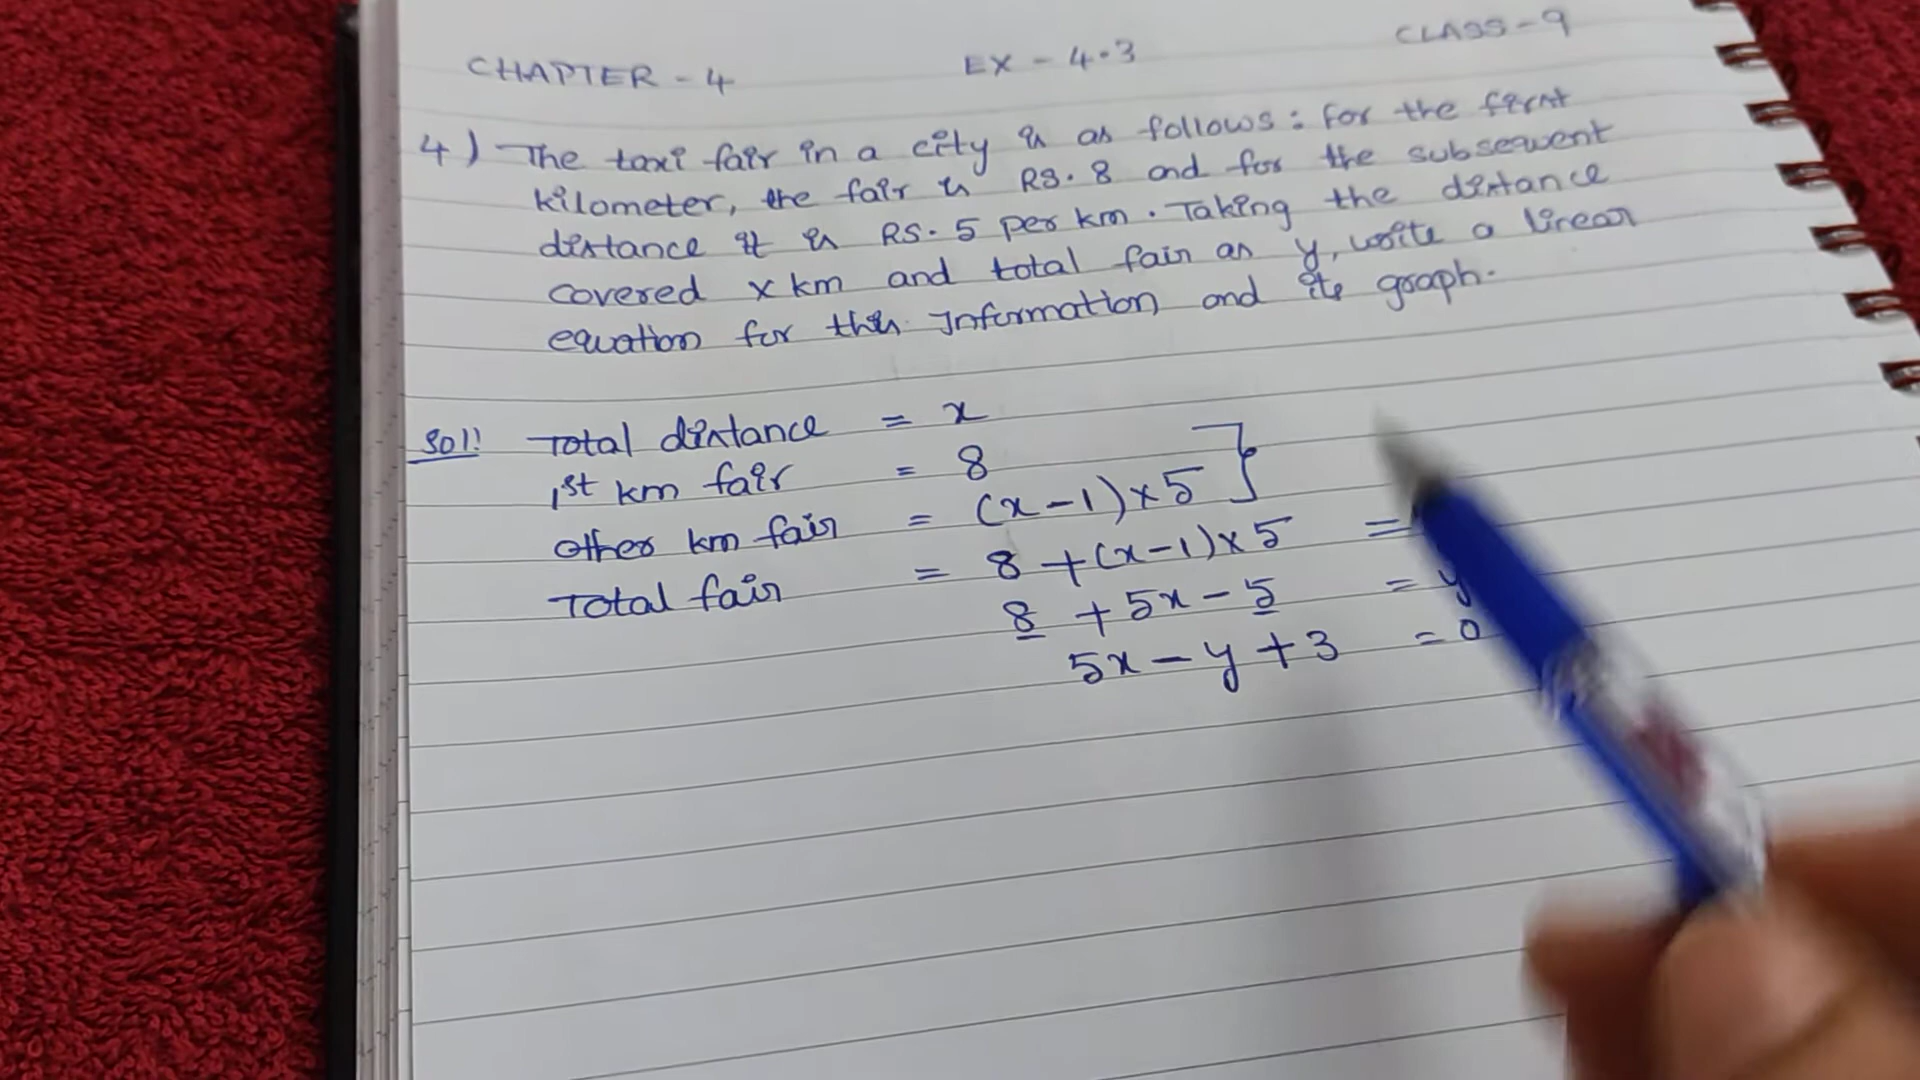 CHAPTER - 4 EX - 4.3 CLASS - 9
4) The taxi fair in a city is as follows: For the first
kilometer, the fair is RS. 8 and for the subsequent
distance it is RS. 5 per km. Taking the distance
covered x km and total fair as y, write a linear
equation for this Information and its graph.
Sol: Total distance = x
1st km fair = 8
Other km fair = (x-1)×5
Total fair = 8 + (x-1)×5 =
8 + 5x - 5 = y
5x - y + 3 = 0